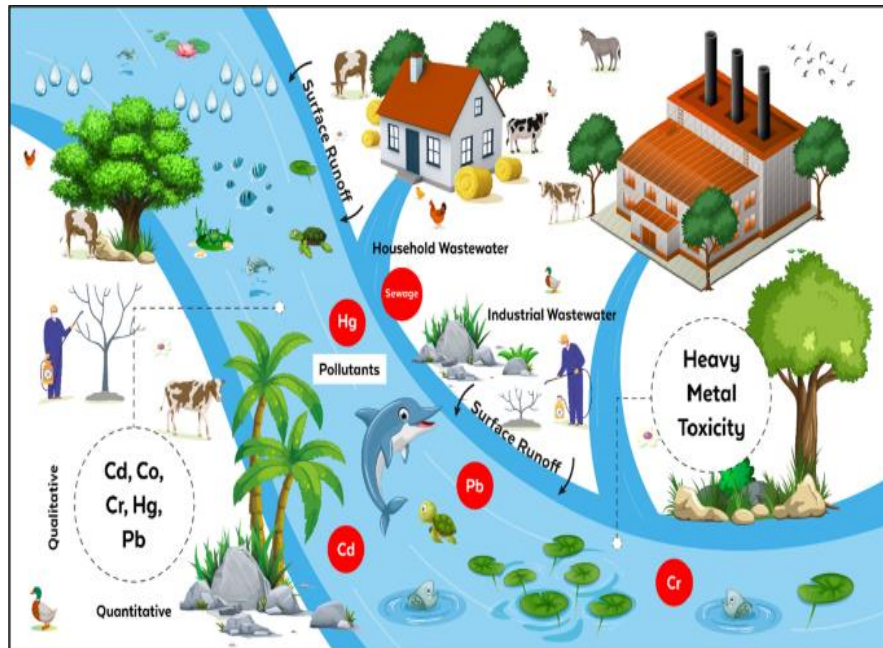 Surface Runoff
Household Wastewater
Sewage
Hg
Industrial Wastewater
Pollutants
Heavy
Metal
Toxicity
Surface Runoff
Cd, Co,
Cr, Hg,
Pb
Qualitative
Quantitative
Pb
Cd
Cr